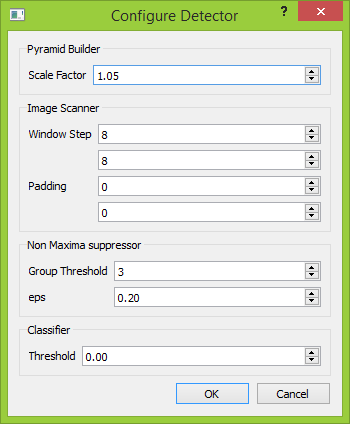 Configure Detector
?
Pyramid Builder
Scale Factor 1.05
Image Scanner
Window Step 8
8
Padding 0
0
Non Maxima suppressor
Group Threshold 3
eps 0.20
Classifier
Threshold 0.00
OK Cancel